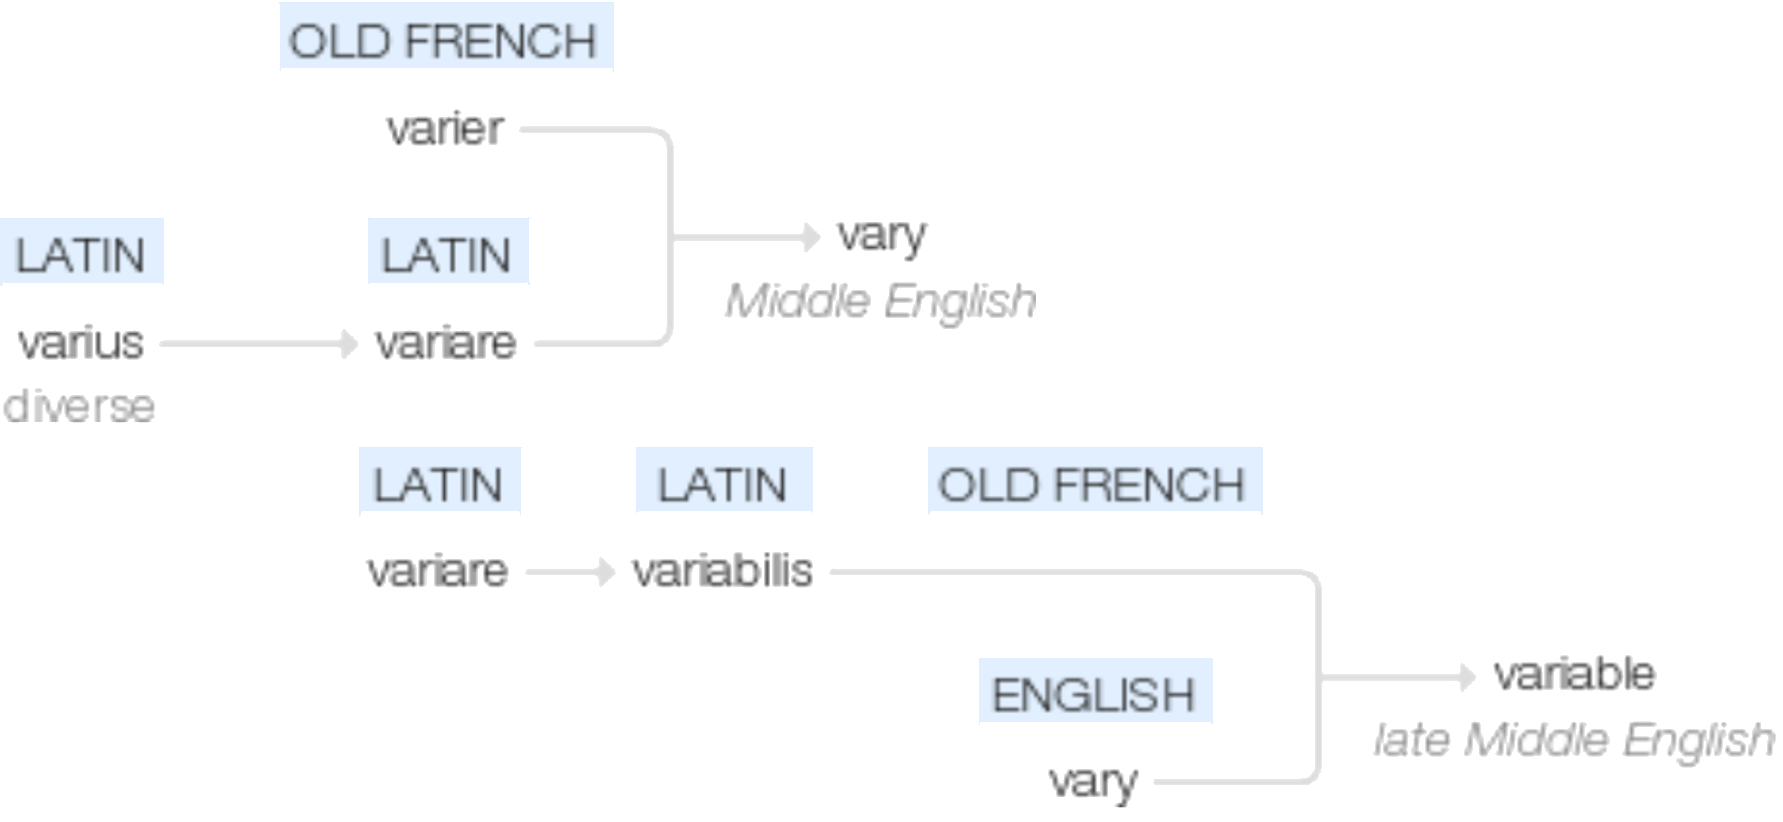 OLD FRENCH
varier
LATIN
LATIN
vary
Middle English
varius
variare
diverse
LATIN
LATIN
OLD FRENCH
variare
variabilis
ENGLISH
variable
late Middle English
vary